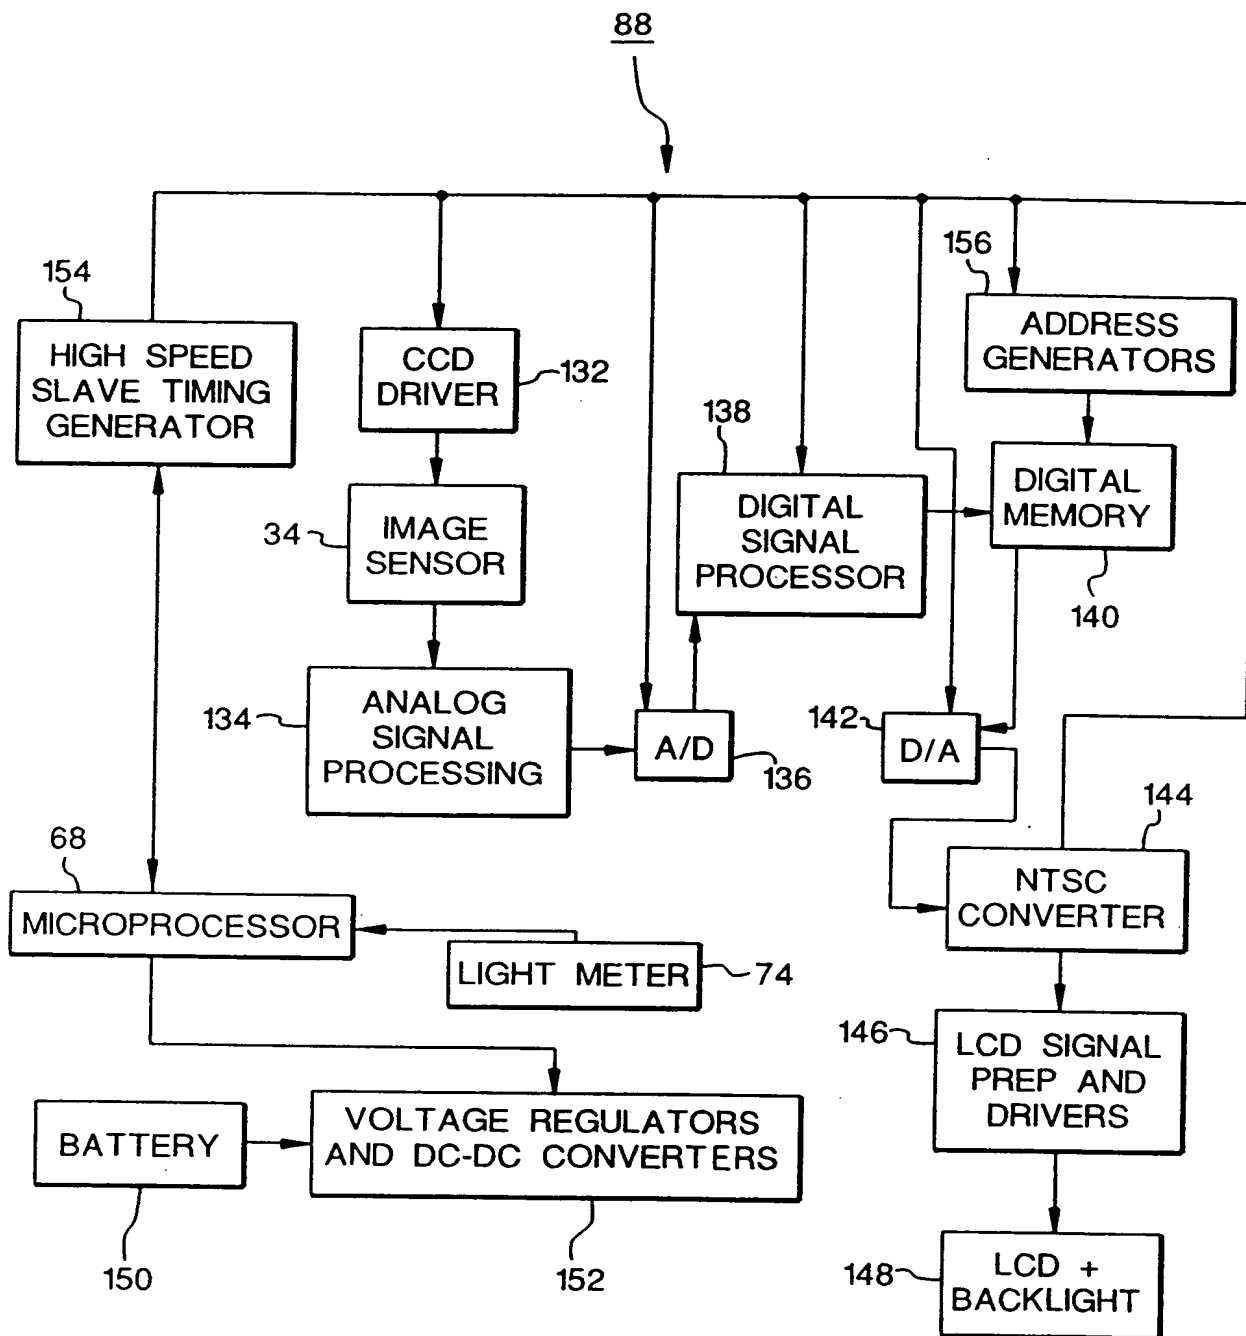 88
154
HIGH SPEED
SLAVE TIMING
GENERATOR
CCD
DRIVER
132
156
ADDRESS
GENERATORS
34
IMAGE
SENSOR
138
DIGITAL
SIGNAL
PROCESSOR
DIGITAL
MEMORY
140
134
ANALOG
SIGNAL
PROCESSING
A/D
136
142
D/A
144
NTSC
CONVERTER
68
MICROPROCESSOR
LIGHT METER
74
146
LCD SIGNAL
PREP AND
DRIVERS
BATTERY
150
VOLTAGE REGULATORS
AND DC-DC CONVERTERS
152
148
LCD +
BACKLIGHT